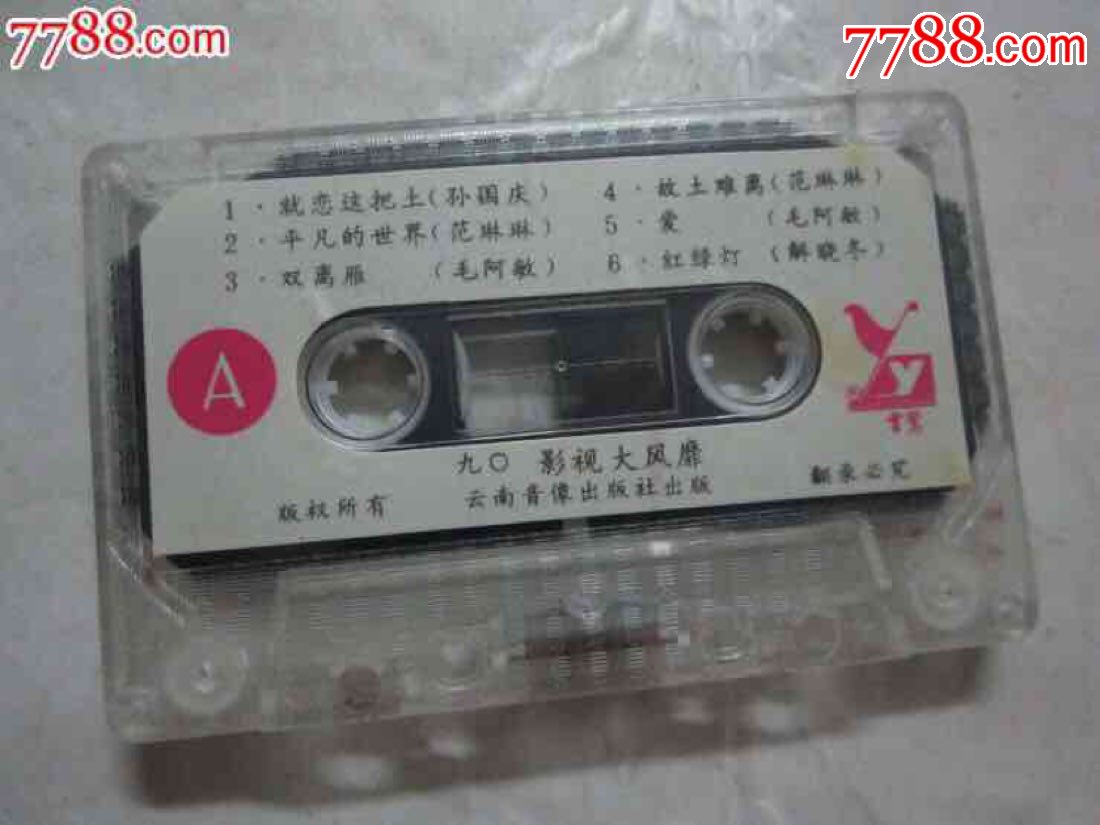 7788.com
7788.com
1 · 就恋这把土(孙国庆)
2 · 平凡的世界(范琳琳)
3 · 双离雁 (毛阿敏)
4 · 故土难离(范琳琳)
5 · 爱 (毛阿敏)
6 · 红绿灯 (解晓冬)
A
y
九〇 影视大风靡
版权所有
云南音像出版社出版
翻录必究